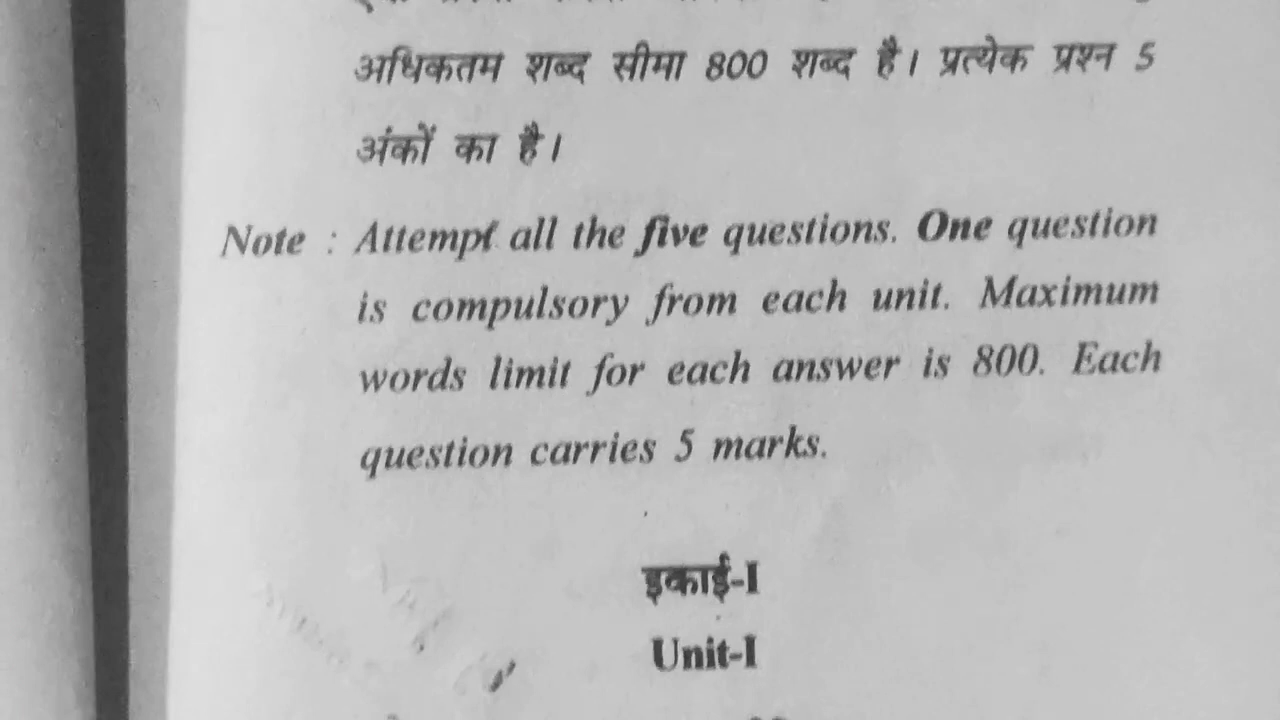 अधिकतम शब्द सीमा 800 शब्द है। प्रत्येक प्रश्न 5
अंकों का है।
Note : Attempt all the five questions. One question
is compulsory from each unit. Maximum
words limit for each answer is 800. Each
question carries 5 marks.
इकाई-I
Unit-I